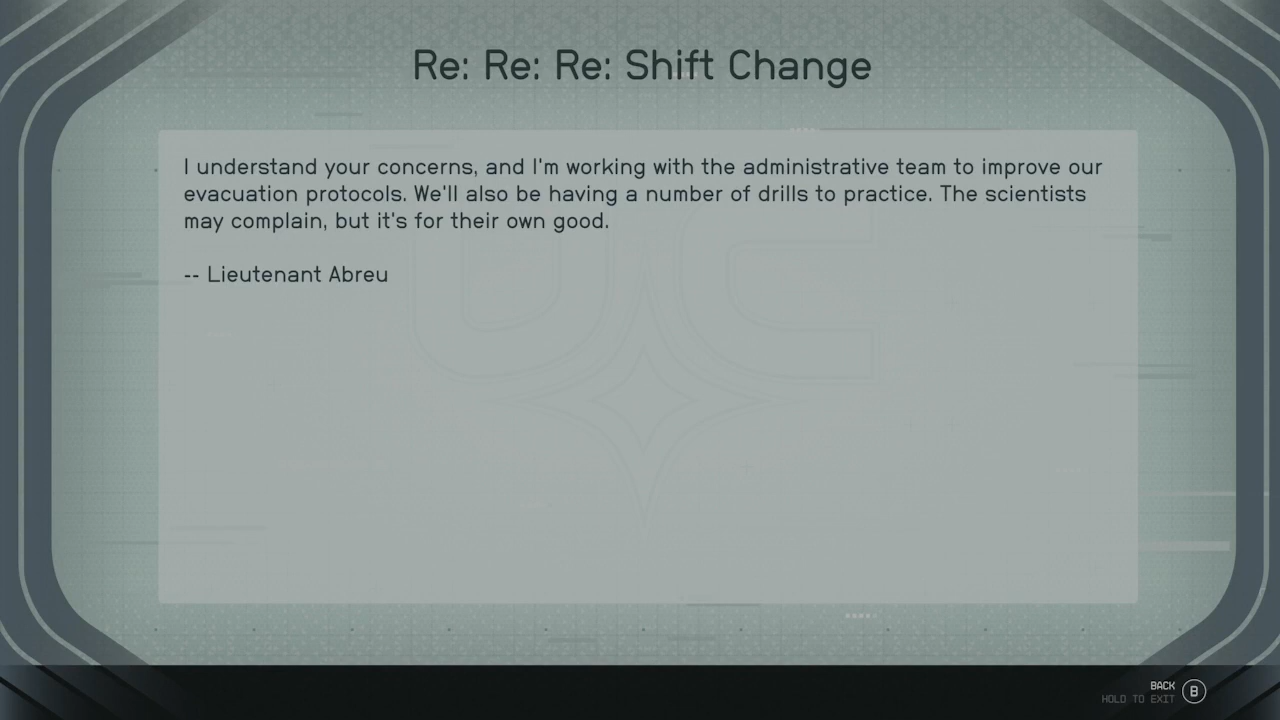 Re: Re: Re: Shift Change
I understand your concerns, and I'm working with the administrative team to improve our
evacuation protocols. We'll also be having a number of drills to practice. The scientists
may complain, but it's for their own good.
-- Lieutenant Abreu
UC
BACK
HOLD TO EXIT
B